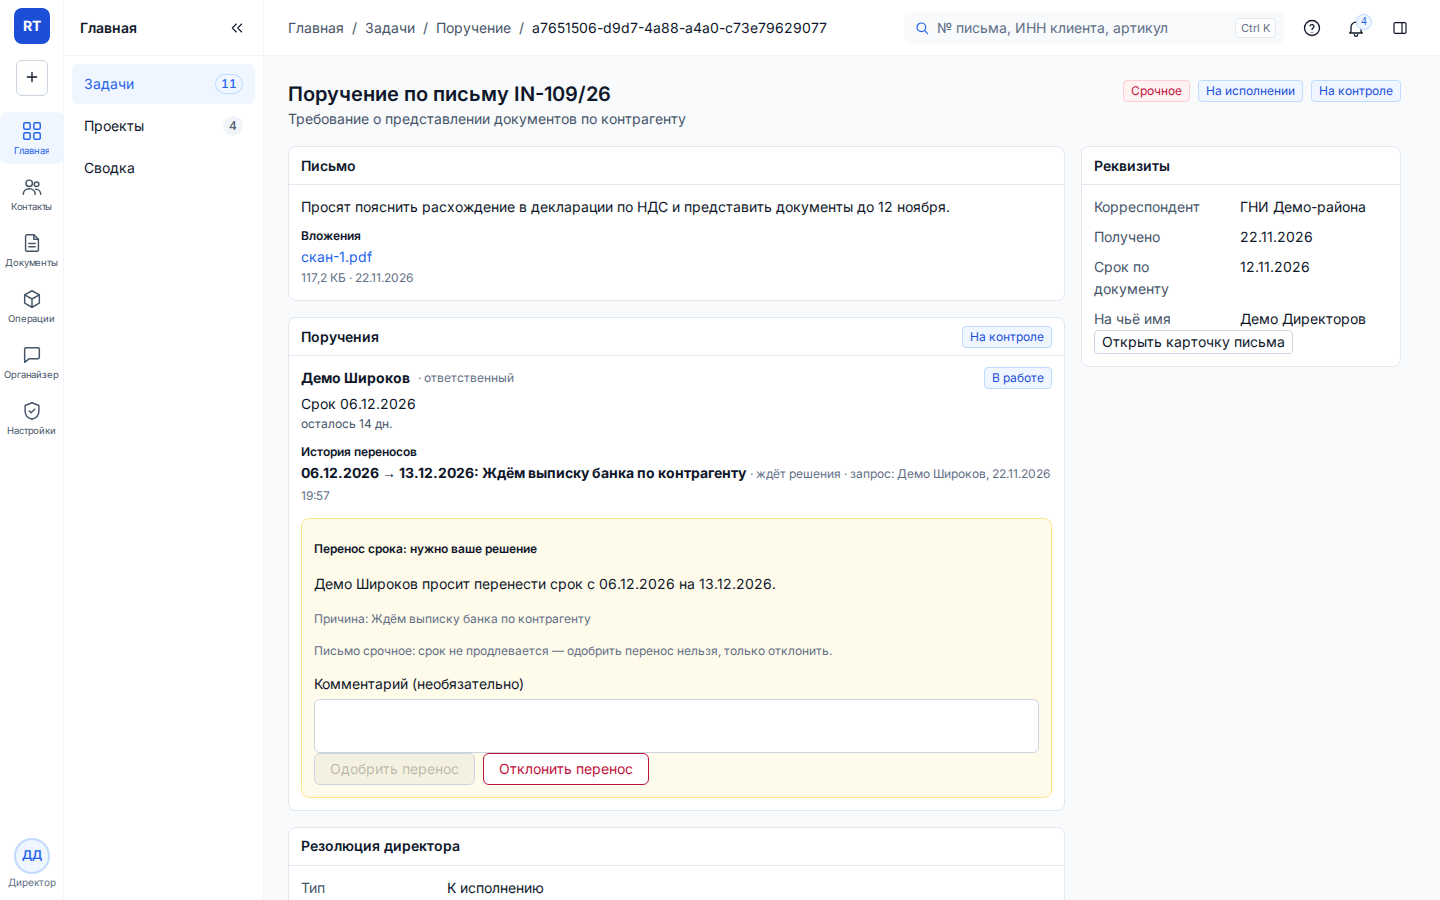 RT
Главная
Контакты
Документы
Операции
Органайзер
Настройки
ДД
Директор
Главная
Задачи 11
Проекты 4
Сводка
Главная / Задачи / Поручение / a7651506-d9d7-4a88-a4a0-c73e79629077
№ письма, ИНН клиента, артикул Ctrl K
4
Поручение по письму IN-109/26
Требование о представлении документов по контрагенту
Срочное На исполнении На контроле
Письмо
Просят пояснить расхождение в декларации по НДС и представить документы до 12 ноября.
Вложения
скан-1.pdf
117,2 КБ · 22.11.2026
Поручения На контроле
Демо Широков · ответственный В работе
Срок 06.12.2026
осталось 14 дн.
История переносов
06.12.2026 → 13.12.2026: Ждём выписку банка по контрагенту · ждёт решения · запрос: Демо Широков, 22.11.2026
19:57
Перенос срока: нужно ваше решение
Демо Широков просит перенести срок с 06.12.2026 на 13.12.2026.
Причина: Ждём выписку банка по контрагенту
Письмо срочное: срок не продлевается — одобрить перенос нельзя, только отклонить.
Комментарий (необязательно)
Одобрить перенос Отклонить перенос
Резолюция директора
Тип К исполнению
Реквизиты
Корреспондент ГНИ Демо-района
Получено 22.11.2026
Срок по 12.11.2026
документу
На чьё имя Демо Директоров
Открыть карточку письма